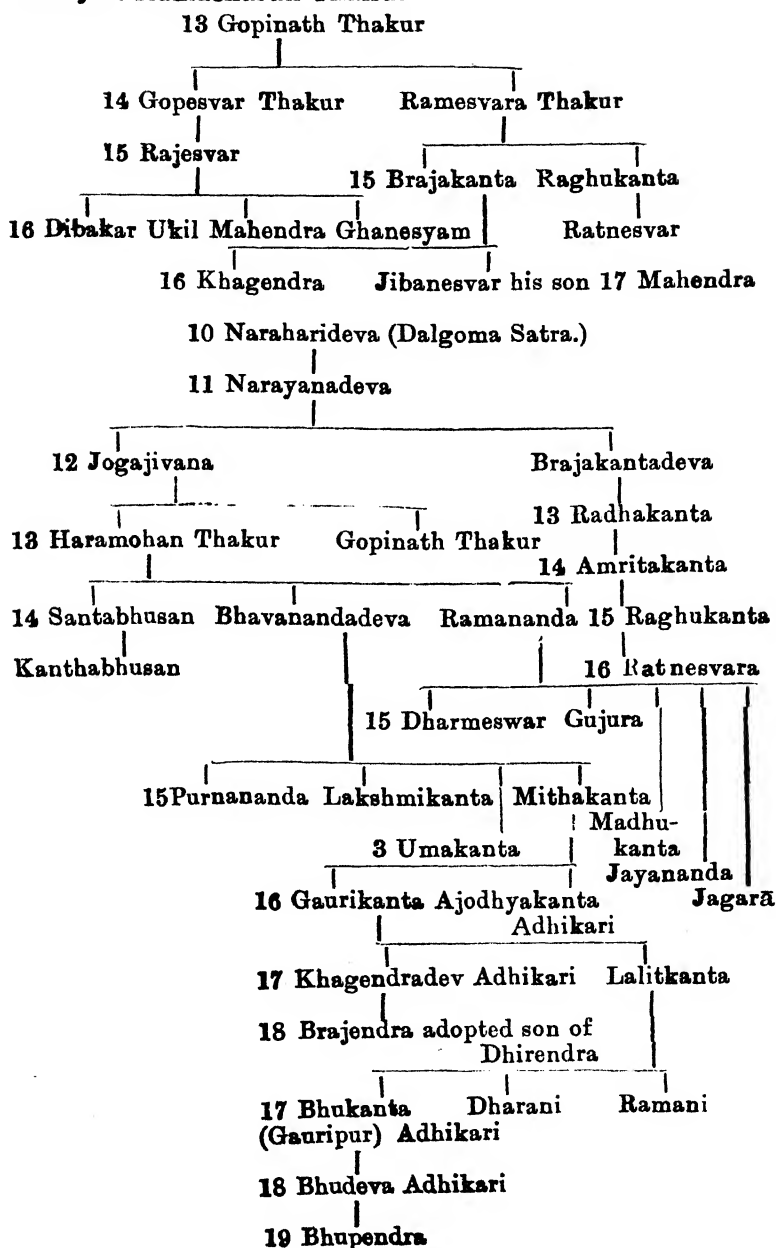 13 Gopinath Thakur
14 Gopesvar Thakur Ramesvara Thakur
15 Rajesvar
15 Brajakanta Raghukanta
16 Dibakar Ukil Mahendra Ghanesyam Ratnesvar
16 Khagendra Jibanesvar his son 17 Mahendra
10 Naraharideva (Dalgoma Satra.)
11 Narayanadeva
12 Jogajivana Brajakantadeva
13 Radhakanta
13 Haramohan Thakur Gopinath Thakur
14 Amritakanta
14 Santabhusan Bhavanandadeva Ramananda 15 Raghukanta
Kanthabhusan 16 Ratnesvara
15 Dharmeswar Gujura
15 Purnananda Lakshmikanta Mithakanta
Madhu-
3 Umakanta kanta
Jayananda
16 Gaurikanta Ajodhyakanta Jagarā
Adhikari
17 Khagendradev Adhikari Lalitkanta
18 Brajendra adopted son of
Dhirendra
17 Bhukanta Dharani Ramani
(Gauripur) Adhikari
18 Bhudeva Adhikari
19 Bhupendra